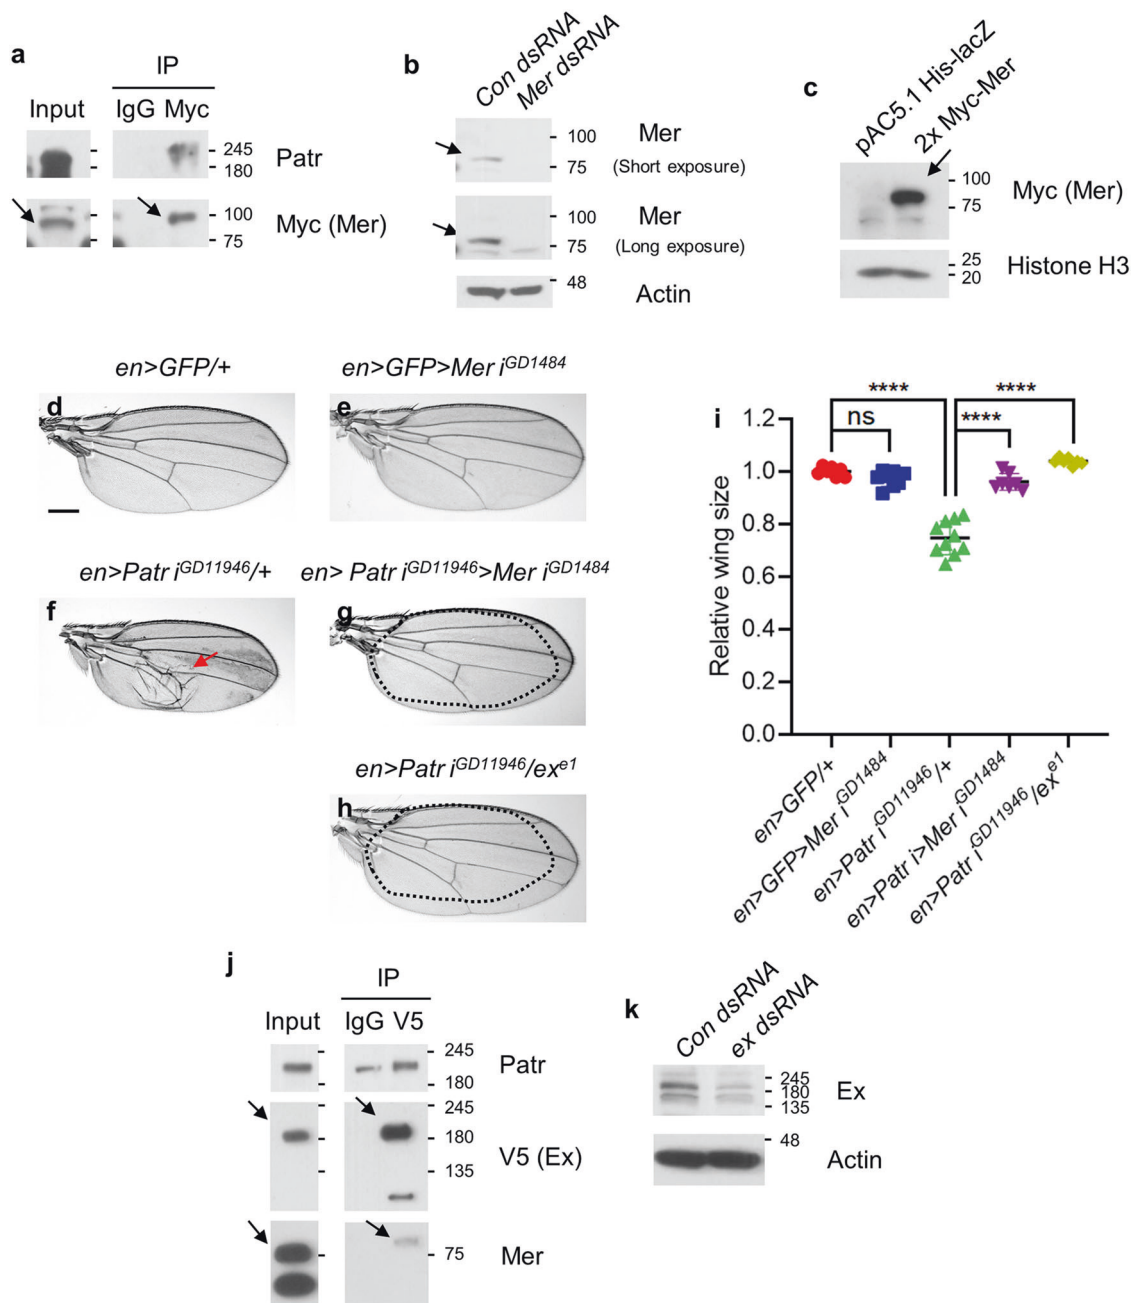 a
IP
Input
IgG Myc
245
180
Patr
100
75
Myc (Mer)
b
Con dsRNA
Mer dsRNA
100
75
Mer
(Short exposure)
100
75
Mer
(Long exposure)
48
Actin
c
pAC5.1 His-lacZ
2x Myc-Mer
100
75
Myc (Mer)
25
20
Histone H3
en>GFP/+
d
en>GFP>Mer i^GD1484
e
en>Patr i^GD11946/+
f
en> Patr i^GD11946>Mer i^GD1484
g
en>Patr i^GD11946/ex^e1
h
i
****
ns
****
****
Relative wing size
1.2
1.0
0.8
0.6
0.4
0.2
0.0
en>GFP/+
en>GFP>Mer i^GD1484
en>Patr i^GD11946/+
en>Patr i>Mer i^GD1484
en>Patr i^GD11946/ex^e1
j
IP
Input
IgG V5
245
180
Patr
245
180
135
V5 (Ex)
75
Mer
k
Con dsRNA
ex dsRNA
245
180
135
Ex
48
Actin